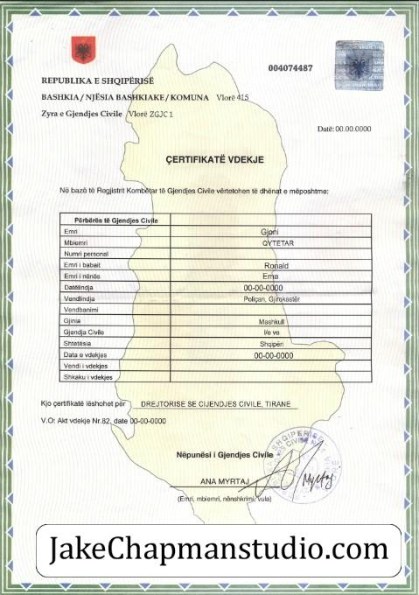 004074487
REPUBLIKA E SHQIPËRISË
BASHKIA / NJËSIA BASHKIAKE / KOMUNA Vlorë 415
Zyra e Gjendjes Civile Vlorë ZGJC 1
Datë: 00.00.0000
ÇERTIFIKATË VDEKJE
Në bazë të Regjistrit Kombëtar të Gjendjes Civile vërtetohen të dhënat e mëposhtme:
Përbërës të Gjendjes Civile
Emri Gjoni
Mbiemri QYTETAR
Numri personal
Emri i babait Ronald
Emri i nënës Ema
Datëlindja 00-00-0000
Vendlindja Poliçan, Gjirokastër
Vendbanimi
Gjinia Mashkull
Gjendja Civile I/e ve
Shtetësia Shqipëri
Data e vdekjes 00-00-0000
Vendi i vdekjes
Shkaku i vdekjes
Kjo çertifikatë lëshohet për DREJTORISE SE CIJENDJES CIVILE, TIRANE
V.O: Akt vdekje Nr.82, date 00-00-0000
Nëpunësi i Gjendjes Civile
ANA MYRTAJ
Myrtaj
(Emri, mbiemri, nënshkrimi, vula)
JakeChapmanstudio.com